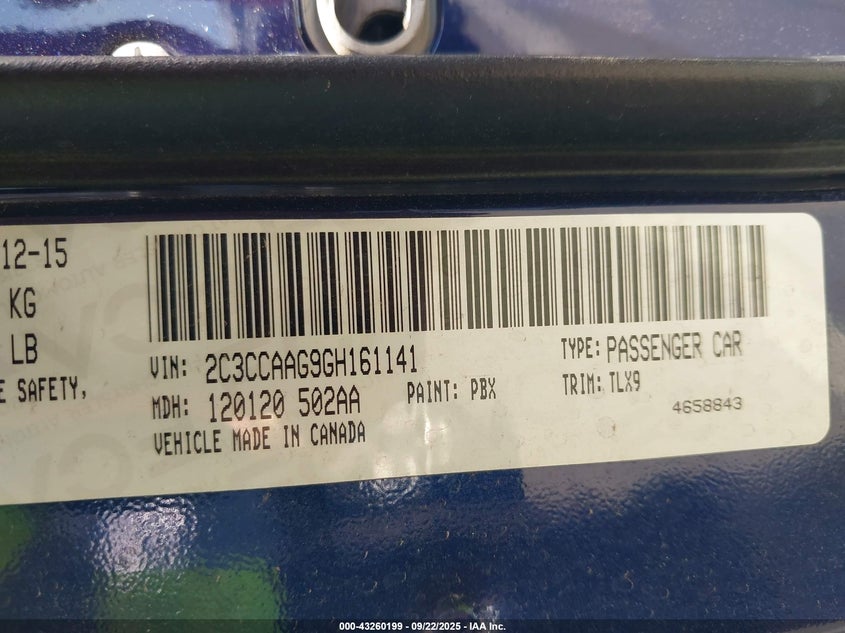 12-15
KG
LB
E SAFETY,
VIN: 2C3CCAAG9GH161141
TYPE: PASSENGER CAR
MDH: 120120 502AA
PAINT: PBX
TRIM: TLX9
4658843
VEHICLE MADE IN CANADA
000-43260199 - 09/22/2025 - IAA Inc.